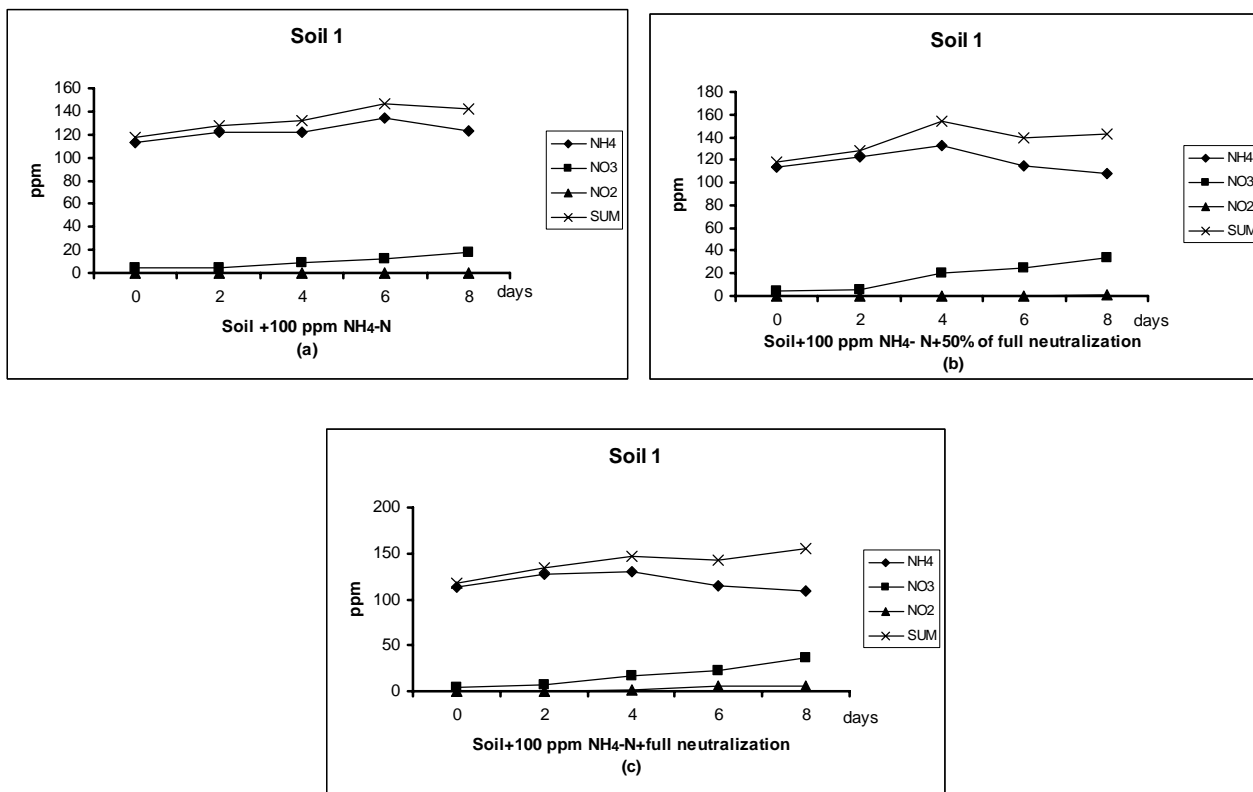 Soil 1
160
140
120
100
80
60
40
20
0
ppm
0 2 4 6 8 days
NH4
NO3
NO2
SUM
Soil +100 ppm NH4-N
(a)
Soil 1
180
160
140
120
100
80
60
40
20
0
ppm
0 2 4 6 8 days
NH4
NO3
NO2
SUM
Soil+100 ppm NH4- N+50% of full neutralization
(b)
Soil 1
200
150
100
50
0
ppm
0 2 4 6 8 days
NH4
NO3
NO2
SUM
Soil+100 ppm NH4-N+full neutralization
(c)